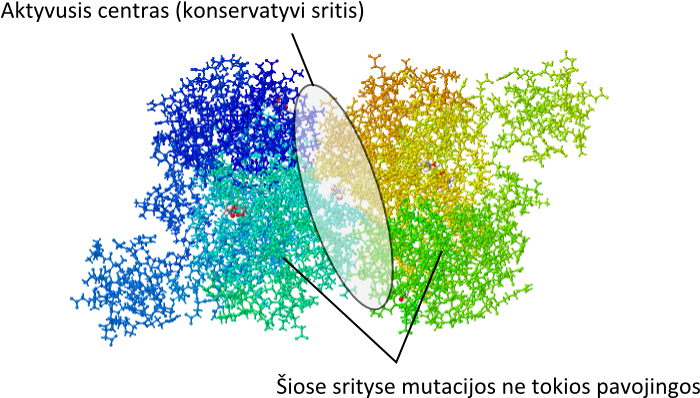 Aktyvusis centras (konservatyvi sritis)
Šiose srityse mutacijos ne tokios pavojingos